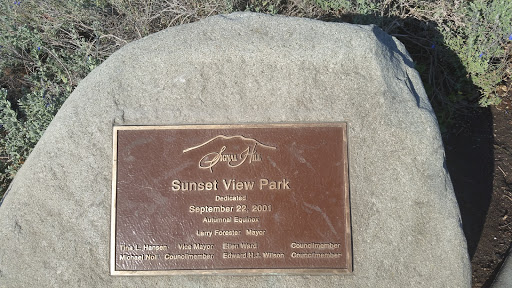 Signal Hill
Sunset View Park
Dedicated
September 22, 2001
Autumnal Equinox
Larry Forester Mayor
Tina L. Hansen Vice Mayor Ellen Ward Councilmember
Michael Noll Councilmember Edward H.J. Wilson Councilmember